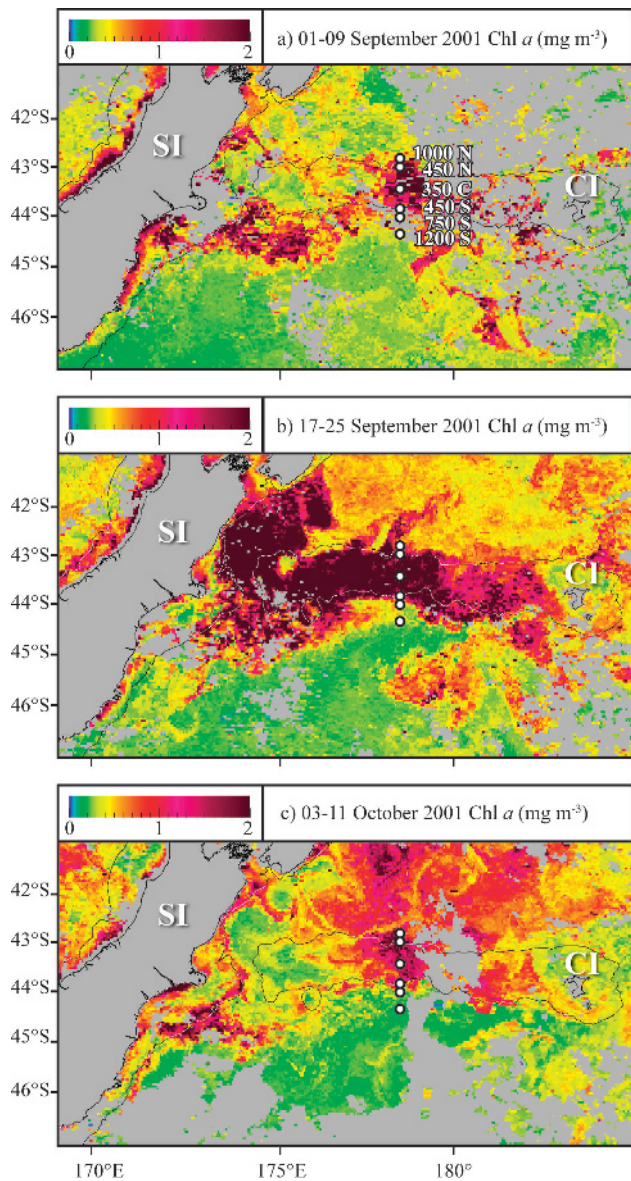 0 2 a) 01-09 September 2001 Chl a (mg m-3)
42°S
43°S
44°S
45°S
46°S
SI
1000 N
450 N
350 C
450 S
750 S
1200 S
CI
170
175
180
0 2 b) 17-25 September 2001 Chl a (mg m-3)
42°S
43°S
44°S
45°S
46°S
SI
CI
0 1 2 c) 03-11 October 2001 Chl a (mg m-3)
42°S
43°S
44°S
45°S
46°S
SI
CI
170°E 175°E 180°